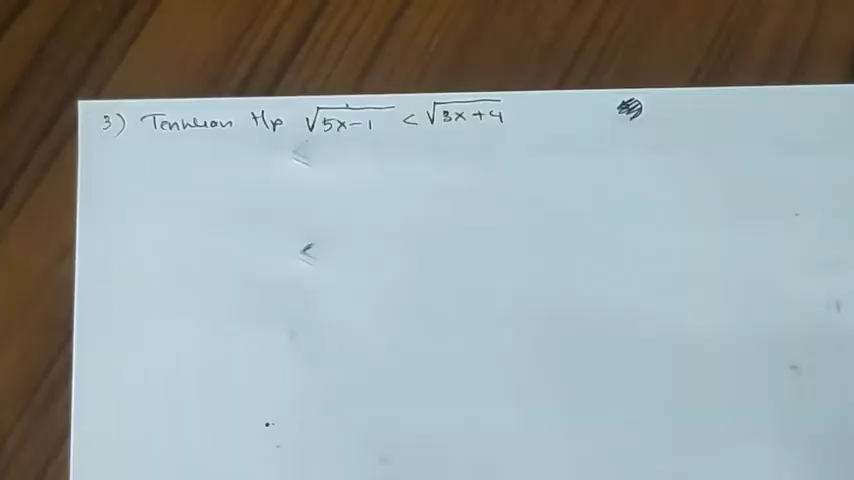 3) Tentukan Hp √5x-1 < √3x+4